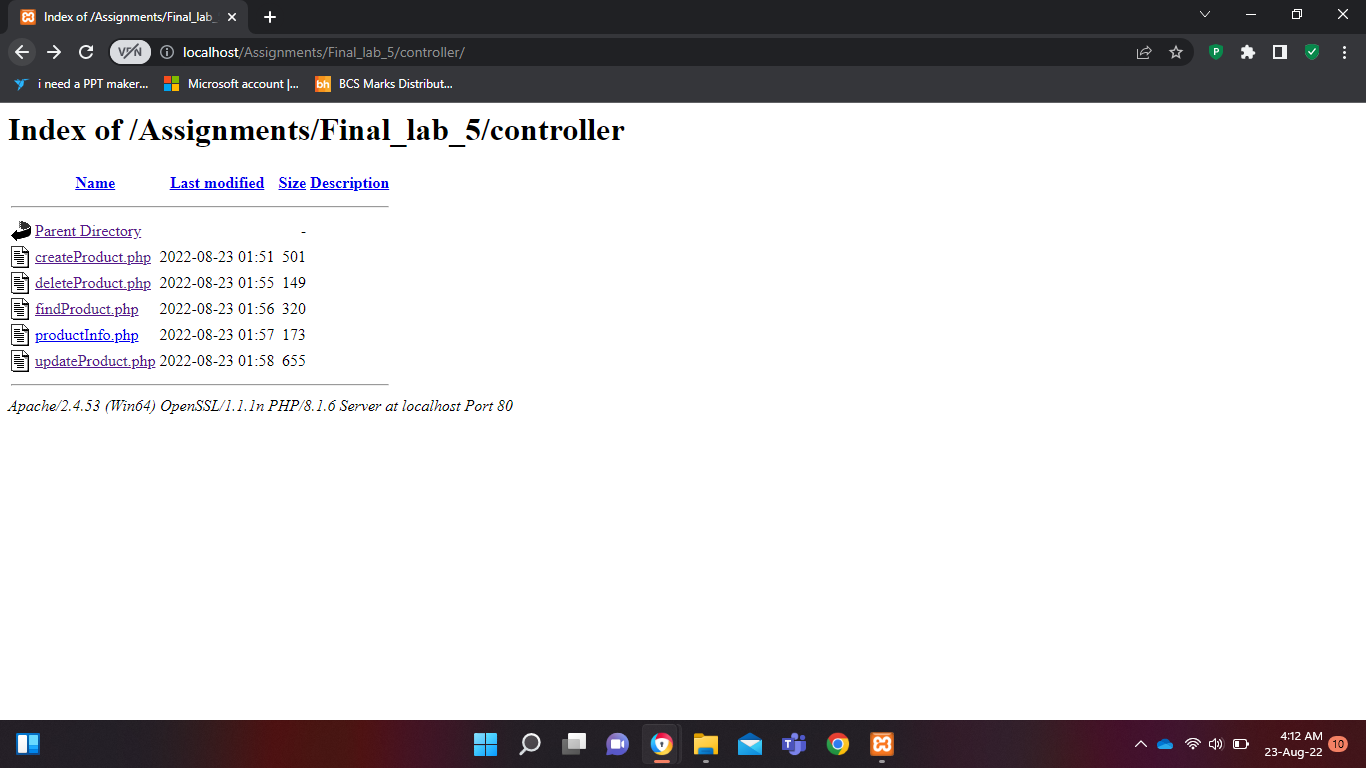 Index of /Assignments/Final_lab_
VPN
localhost/Assignments/Final_lab_5/controller/
P
i need a PPT maker...
Microsoft account |...
bh
BCS Marks Distribut...
Index of /Assignments/Final_lab_5/controller
Name Last modified Size Description
Parent Directory -
createProduct.php 2022-08-23 01:51 501
deleteProduct.php 2022-08-23 01:55 149
findProduct.php 2022-08-23 01:56 320
productInfo.php 2022-08-23 01:57 173
updateProduct.php 2022-08-23 01:58 655
Apache/2.4.53 (Win64) OpenSSL/1.1.1n PHP/8.1.6 Server at localhost Port 80
4:12 AM
23-Aug-22
10